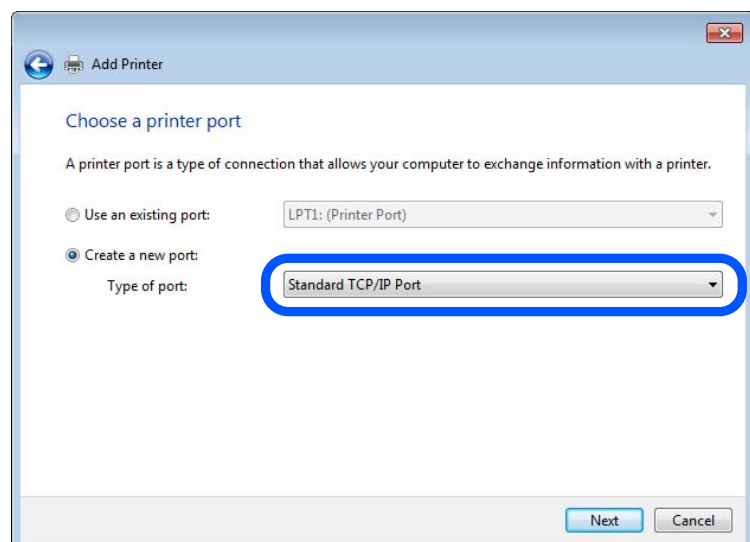 Add Printer
Choose a printer port
A printer port is a type of connection that allows your computer to exchange information with a printer.
Use an existing port: LPT1: (Printer Port)
Create a new port:
Type of port: Standard TCP/IP Port
Next Cancel